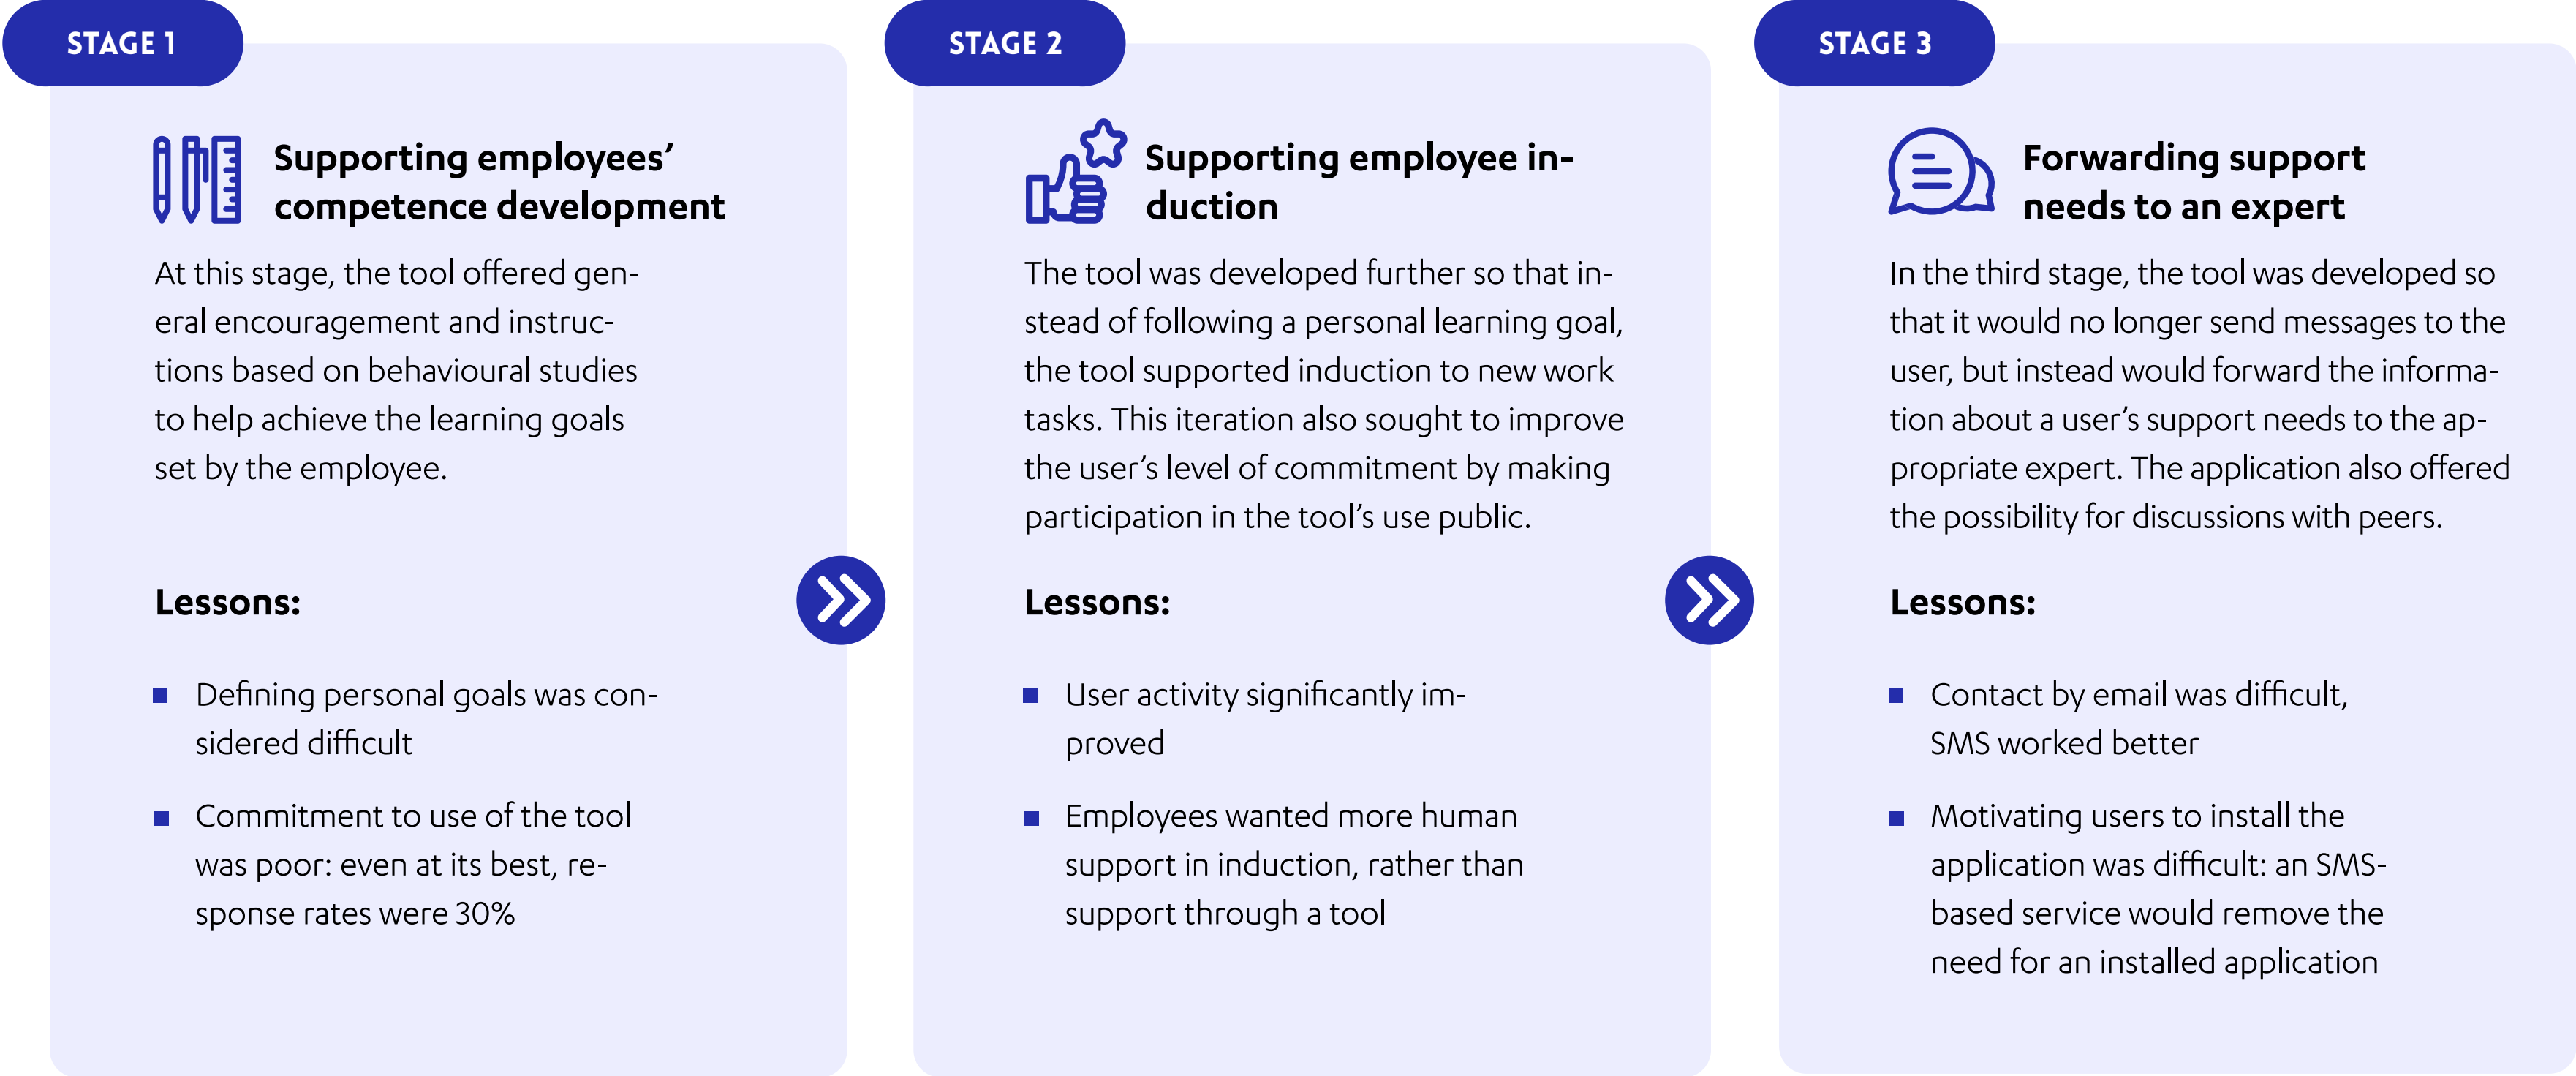 STAGE 1
Supporting employees’
competence development
At this stage, the tool offered gen-
eral encouragement and instruc-
tions based on behavioural studies
to help achieve the learning goals
set by the employee.
Lessons:
Defining personal goals was con-
sidered difficult
Commitment to use of the tool
was poor: even at its best, re-
sponse rates were 30%
STAGE 2
Supporting employee in-
duction
The tool was developed further so that in-
stead of following a personal learning goal,
the tool supported induction to new work
tasks. This iteration also sought to improve
the user’s level of commitment by making
participation in the tool’s use public.
Lessons:
User activity significantly im-
proved
Employees wanted more human
support in induction, rather than
support through a tool
STAGE 3
Forwarding support
needs to an expert
In the third stage, the tool was developed so
that it would no longer send messages to the
user, but instead would forward the informa-
tion about a user’s support needs to the ap-
propriate expert. The application also offered
the possibility for discussions with peers.
Lessons:
Contact by email was difficult,
SMS worked better
Motivating users to install the
application was difficult: an SMS-
based service would remove the
need for an installed application